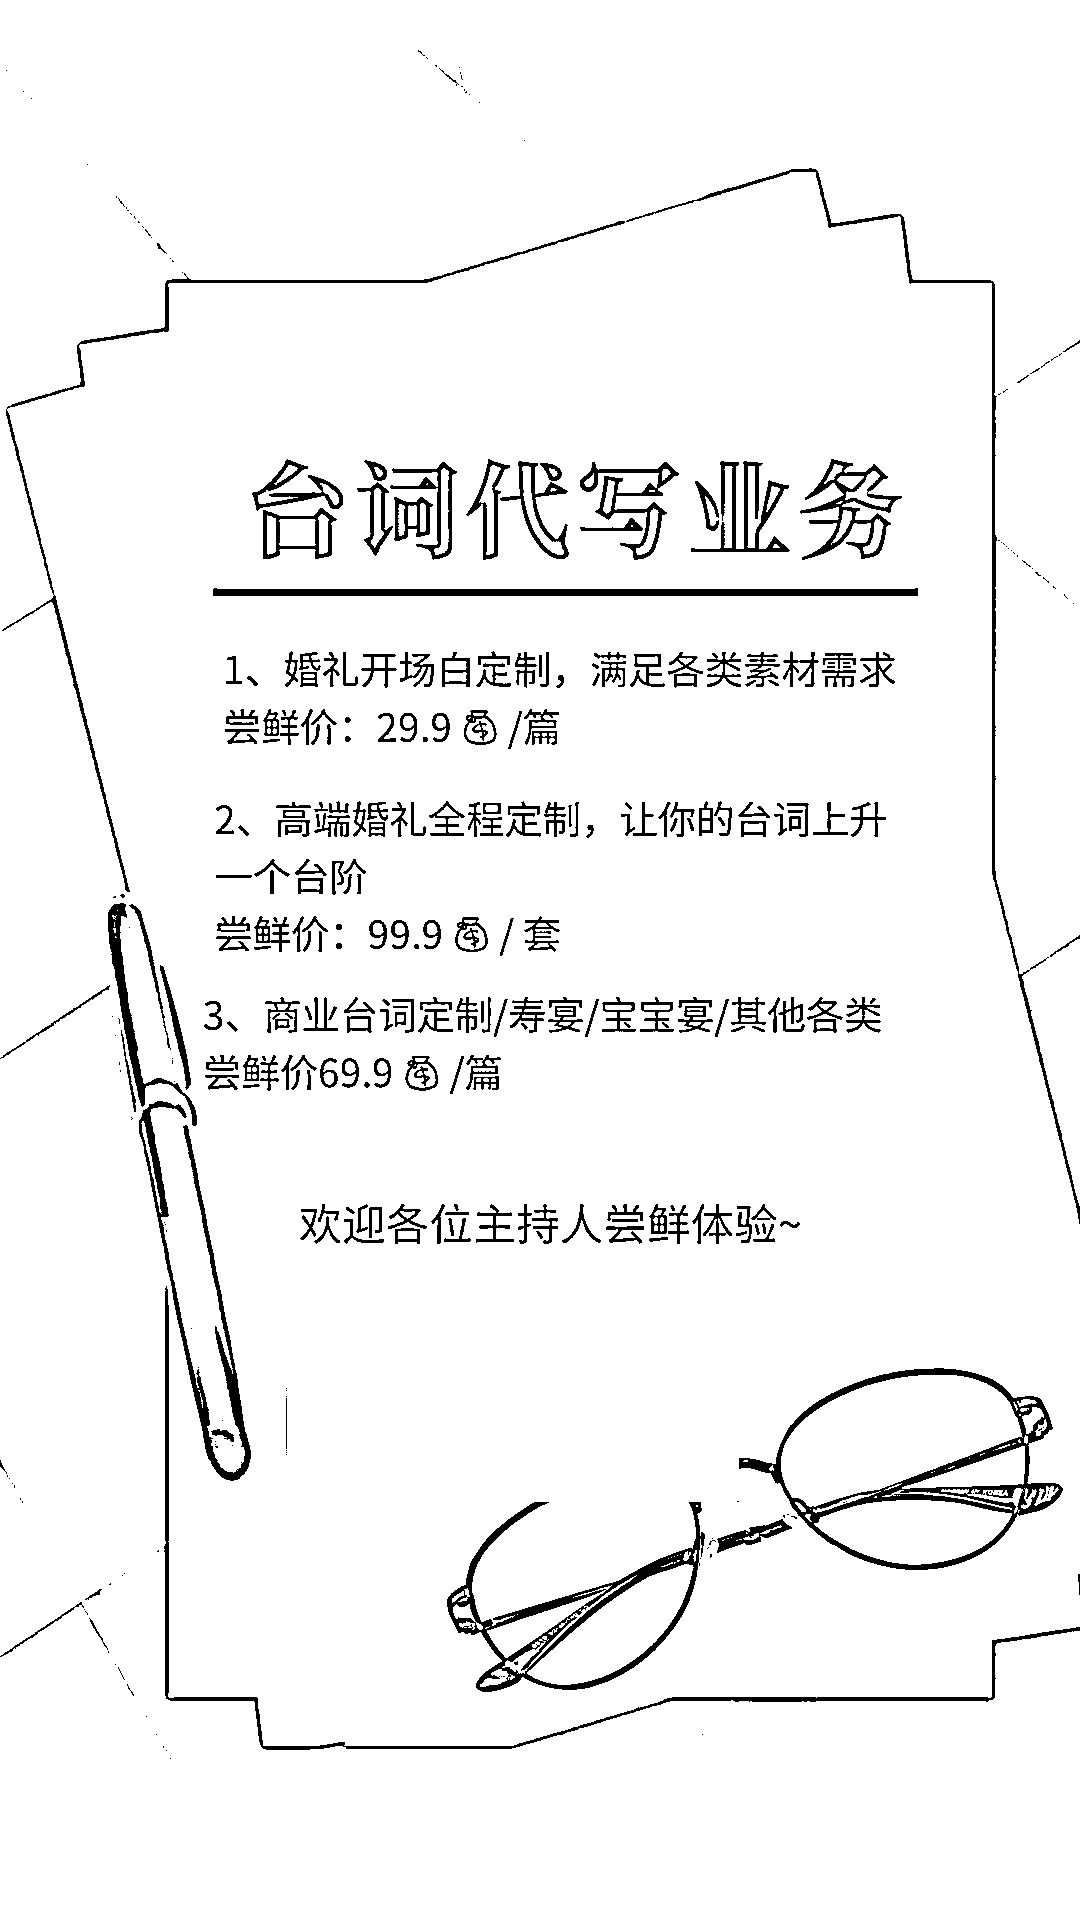 台词代写业务
1、婚礼开场白定制，满足各类素材需求
尝鲜价：29.9 💰 /篇
2、高端婚礼全程定制，让你的台词上升
一个台阶
尝鲜价：99.9 💰 / 套
3、商业台词定制/寿宴/宝宝宴/其他各类
尝鲜价69.9 💰 /篇
欢迎各位主持人尝鲜体验~